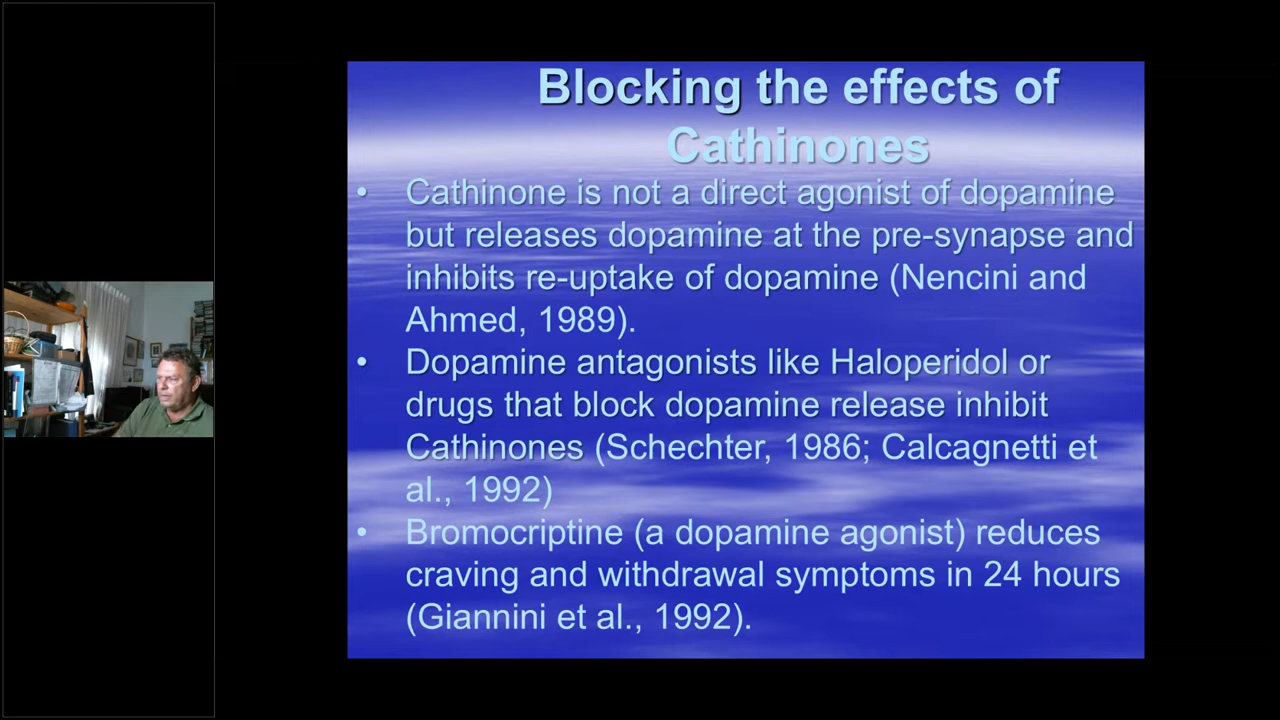 Blocking the effects of
Cathinones
• Cathinone is not a direct agonist of dopamine
but releases dopamine at the pre-synapse and
inhibits re-uptake of dopamine (Nencini and
Ahmed, 1989).
• Dopamine antagonists like Haloperidol or
drugs that block dopamine release inhibit
Cathinones (Schechter, 1986; Calcagnetti et
al., 1992)
• Bromocriptine (a dopamine agonist) reduces
craving and withdrawal symptoms in 24 hours
(Giannini et al., 1992).